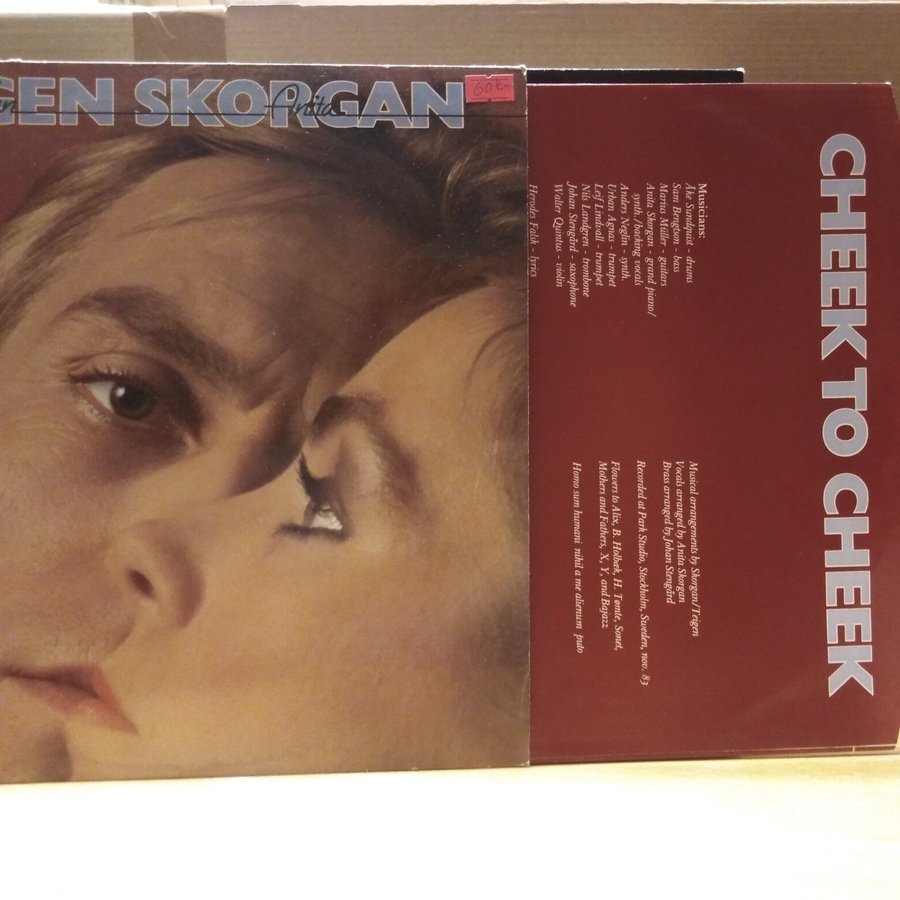 GEN SKORGAN
Anita
60kr
CHEEK TO CHEEK
Musicians:
Åke Sundquist - drums
Sam Bengtson - bass
Marius Müller - guitars
Anita Skorgan - grand piano/
synth./backing vocals
Anders Neglin - synth.
Urban Agnas - trumpet
Leif Lindvall - trumpet
Nils Landgren - trombone
Johan Stengård - saxophone
Walter Quintus - violin
Herodes Falsk - lyrics
Musical arrangements by Skorgan/Teigen
Vocals arranged by Anita Skorgan
Brass arranged by Johan Stengård
Recorded at Park Studio, Stockholm, Sweden, nov. 83
Flowers to Alix, B. Holbæk, H. Tømte, Sonet,
Mothers and Fathers, X, Y, and Bajazz
Homo sum humani nihil a me alienum puto